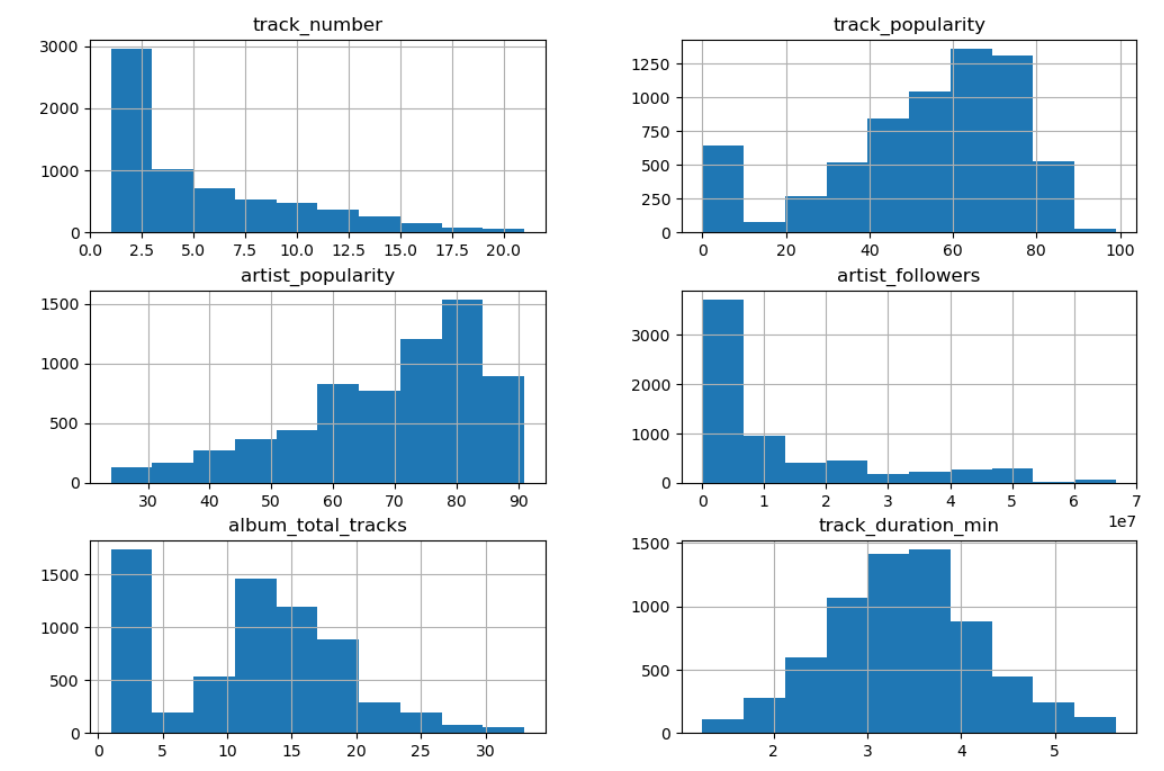 track_number
3000
2000
1000
0
0.0 2.5 5.0 7.5 10.0 12.5 15.0 17.5 20.0
track_popularity
1250
1000
750
500
250
0
0 20 40 60 80 100
artist_popularity
1500
1000
500
0
30 40 50 60 70 80 90
artist_followers
3000
2000
1000
0
0 1 2 3 4 5 6 7
1e7
album_total_tracks
1500
1000
500
0
0 5 10 15 20 25 30
track_duration_min
1500
1000
500
0
2 3 4 5